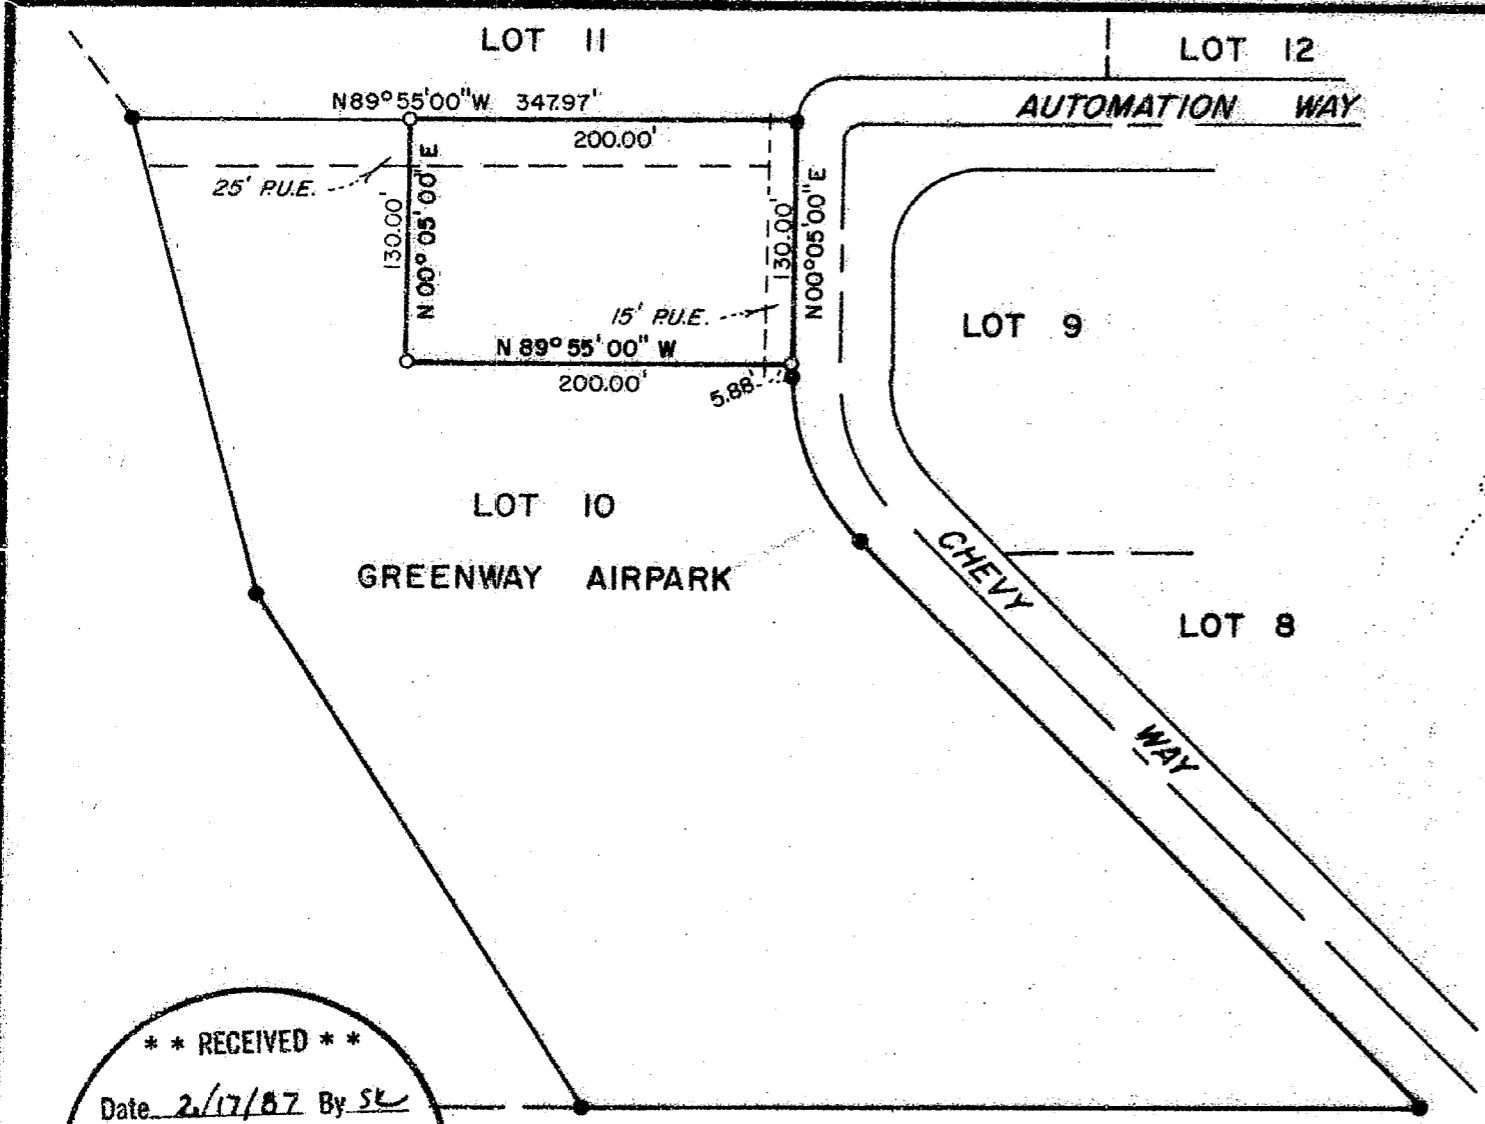 LOT 11
LOT 12
N89°55'00"W 347.97'
AUTOMATION WAY
200.00'
25' P.U.E.
130.00'
N 00° 05' 00" E
130.00'
N00°05'00"E
15' P.U.E.
LOT 9
N 89° 55' 00" W
200.00'
5.88'
LOT 10
GREENWAY AIRPARK
CHEVY WAY
LOT 8
* * RECEIVED * *
Date 2/17/87 By SK